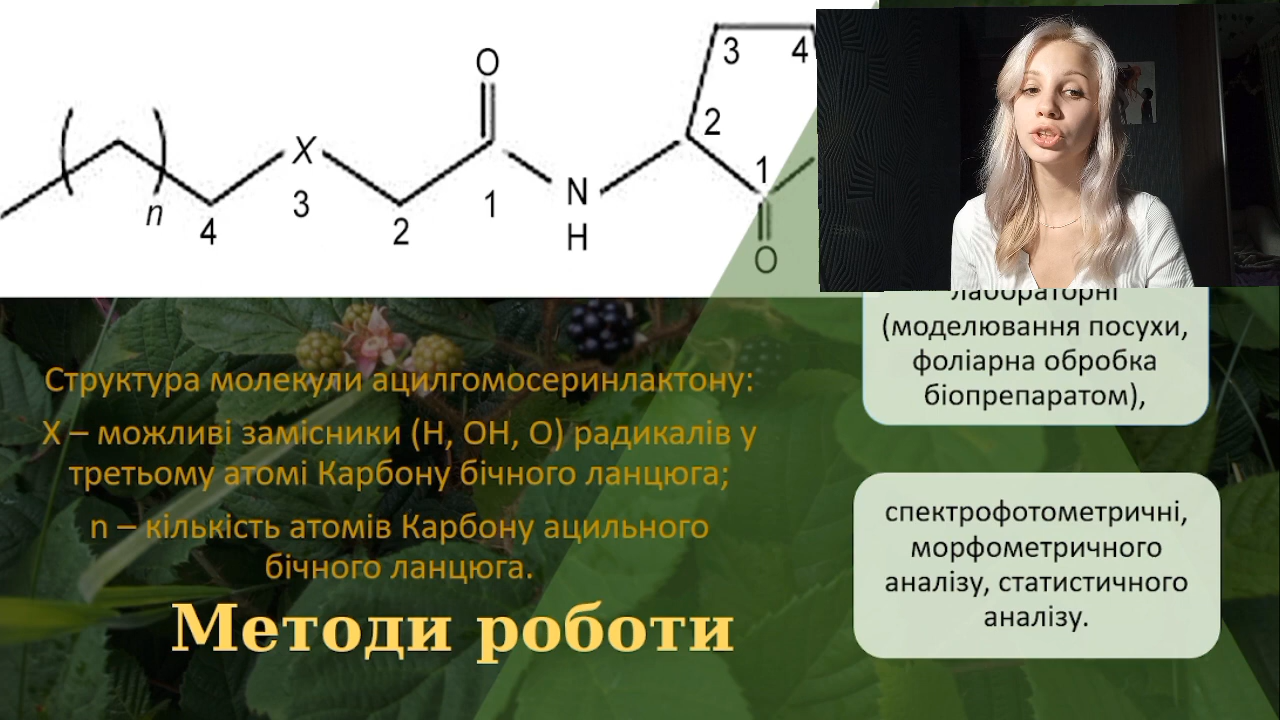 O
3
4
2
X
1
n
4
3
2
1
N
H
O
лабораторні
(моделювання посухи,
фоліарна обробка
біопрепаратом),
Структура молекули ацилгомосеринлактону:
X – можливі замісники (H, OH, O) радикалів у
третьому атомі Карбону бічного ланцюга;
n – кількість атомів Карбону ацильного
бічного ланцюга.
спектрофотометричні,
морфометричного
аналізу, статистичного
аналізу.
Методи роботи